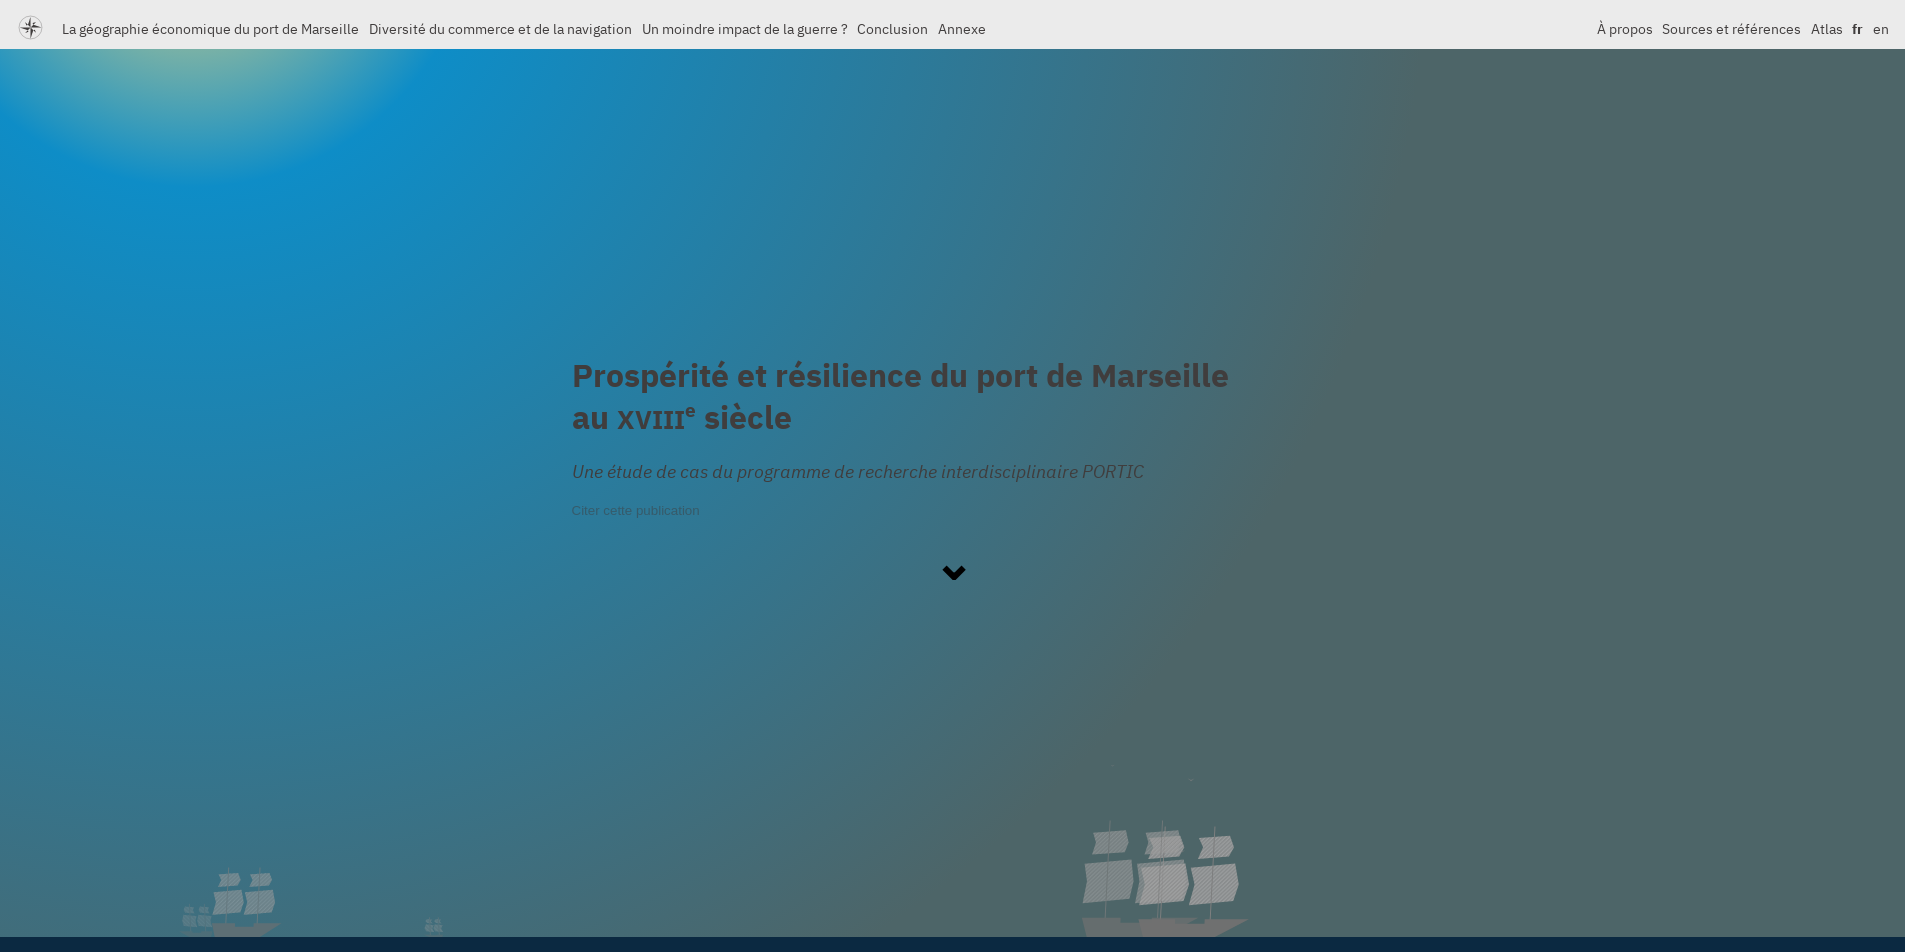 La géographie économique du port de Marseille Diversité du commerce et de la navigation Un moindre impact de la guerre ? Conclusion Annexe À propos Sources et références Atlas fr en
Prospérité et résilience du port de Marseille
au XVIIIe siècle
Une étude de cas du programme de recherche interdisciplinaire PORTIC
Citer cette publication